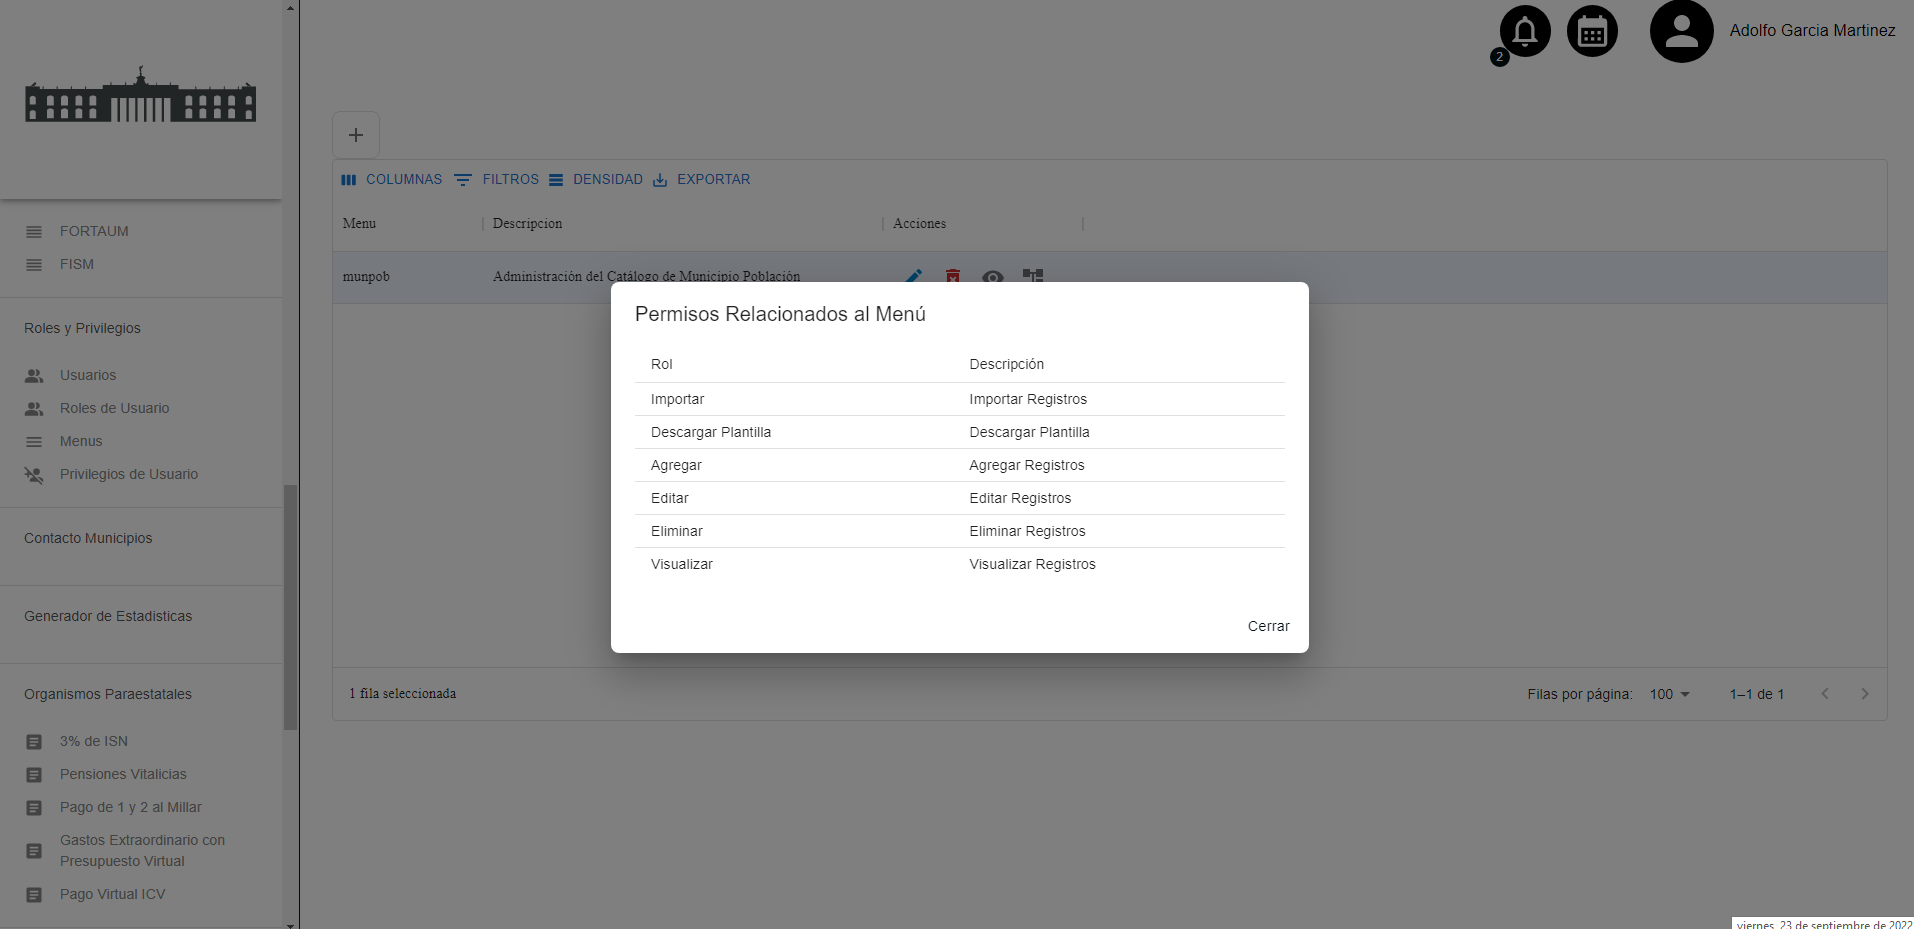 2
Adolfo Garcia Martinez
FORTAUM
FISM
Roles y Privilegios
Usuarios
Roles de Usuario
Menus
Privilegios de Usuario
Contacto Municipios
Generador de Estadisticas
Organismos Paraestatales
3% de ISN
Pensiones Vitalicias
Pago de 1 y 2 al Millar
Gastos Extraordinario con
Presupuesto Virtual
Pago Virtual ICV
COLUMNAS FILTROS DENSIDAD EXPORTAR
Menu Descripcion Acciones
munpob Administración del Catálogo de Municipio Población
Permisos Relacionados al Menú
Rol Descripción
Importar Importar Registros
Descargar Plantilla Descargar Plantilla
Agregar Agregar Registros
Editar Editar Registros
Eliminar Eliminar Registros
Visualizar Visualizar Registros
Cerrar
1 fila seleccionada
Filas por página: 100 1–1 de 1
viernes, 23 de septiembre de 2022